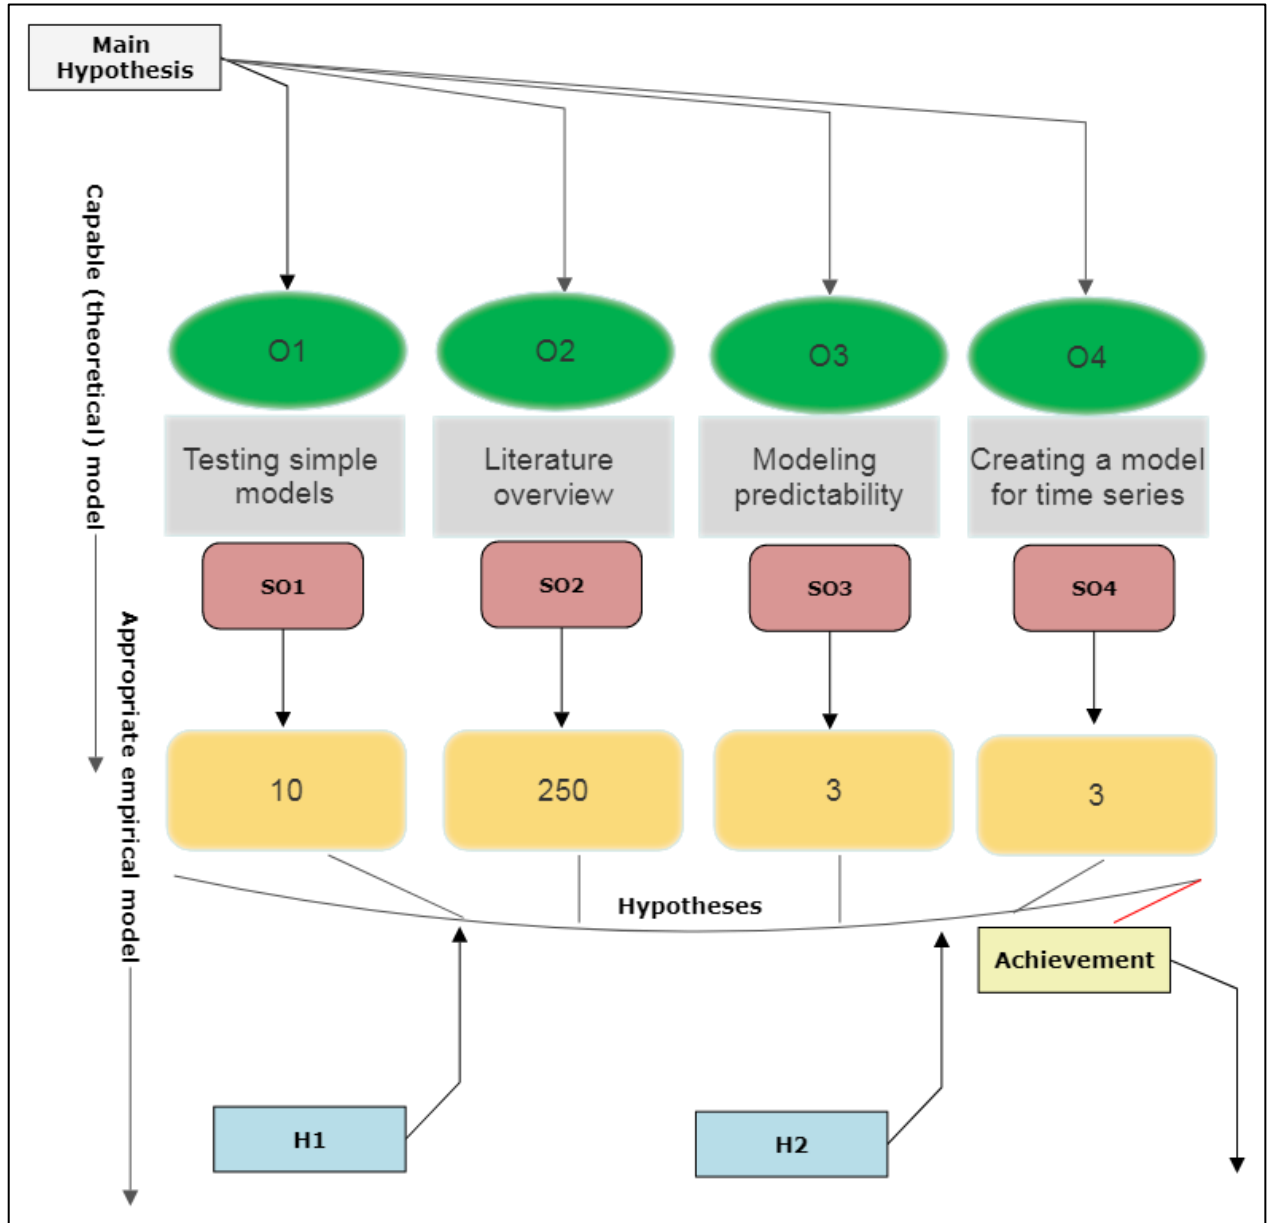 Main
Hypothesis
Capable (theoretical) model
O1
O2
O3
O4
Testing simple
models
Literature
overview
Modeling
predictability
Creating a model
for time series
SO1
SO2
SO3
SO4
Appropriate empirical model
10
250
3
3
Hypotheses
Achievement
H1
H2